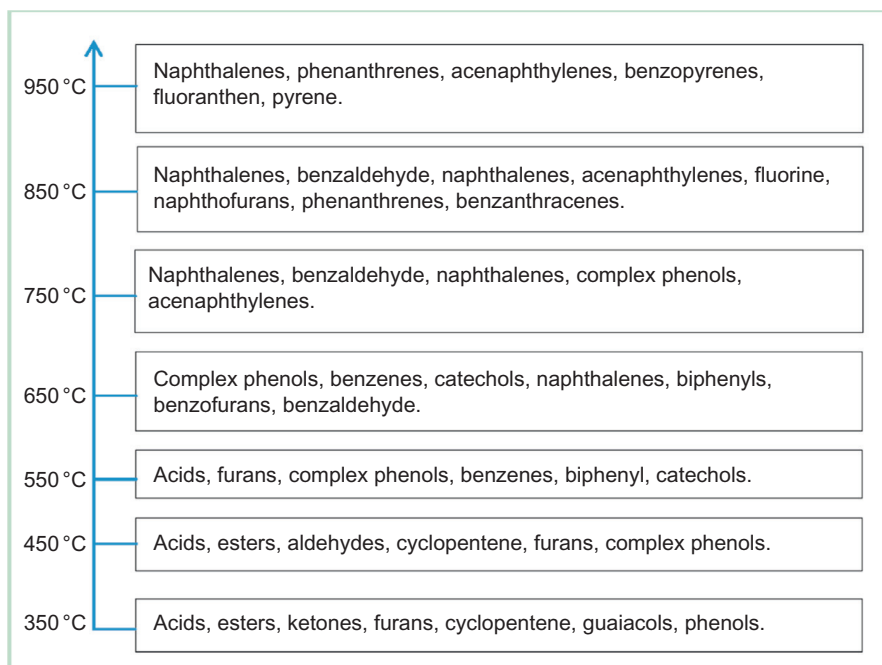 950 °C
Naphthalenes, phenanthrenes, acenaphthylenes, benzopyrenes,
fluoranthen, pyrene.
850 °C
Naphthalenes, benzaldehyde, naphthalenes, acenaphthylenes, fluorine,
naphthofurans, phenanthrenes, benzanthracenes.
750 °C
Naphthalenes, benzaldehyde, naphthalenes, complex phenols,
acenaphthylenes.
650 °C
Complex phenols, benzenes, catechols, naphthalenes, biphenyls,
benzofurans, benzaldehyde.
550 °C
Acids, furans, complex phenols, benzenes, biphenyl, catechols.
450 °C
Acids, esters, aldehydes, cyclopentene, furans, complex phenols.
350 °C
Acids, esters, ketones, furans, cyclopentene, guaiacols, phenols.